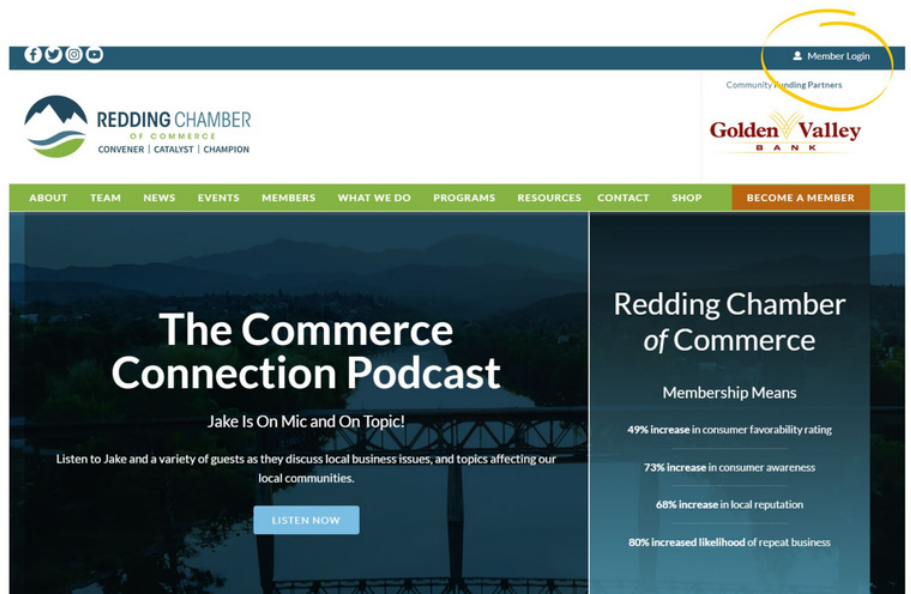 Member Login
Community Funding Partners
REDDING CHAMBER
OF COMMERCE
CONVENER | CATALYST | CHAMPION
Golden Valley
BANK
ABOUT TEAM NEWS EVENTS MEMBERS WHAT WE DO PROGRAMS RESOURCES CONTACT SHOP BECOME A MEMBER
The Commerce
Connection Podcast
Jake Is On Mic and On Topic!
Listen to Jake and a variety of guests as they discuss local business issues, and topics affecting our
local communities.
LISTEN NOW
Redding Chamber
of Commerce
Membership Means
49% increase in consumer favorability rating
73% increase in consumer awareness
68% increase in local reputation
80% increased likelihood of repeat business